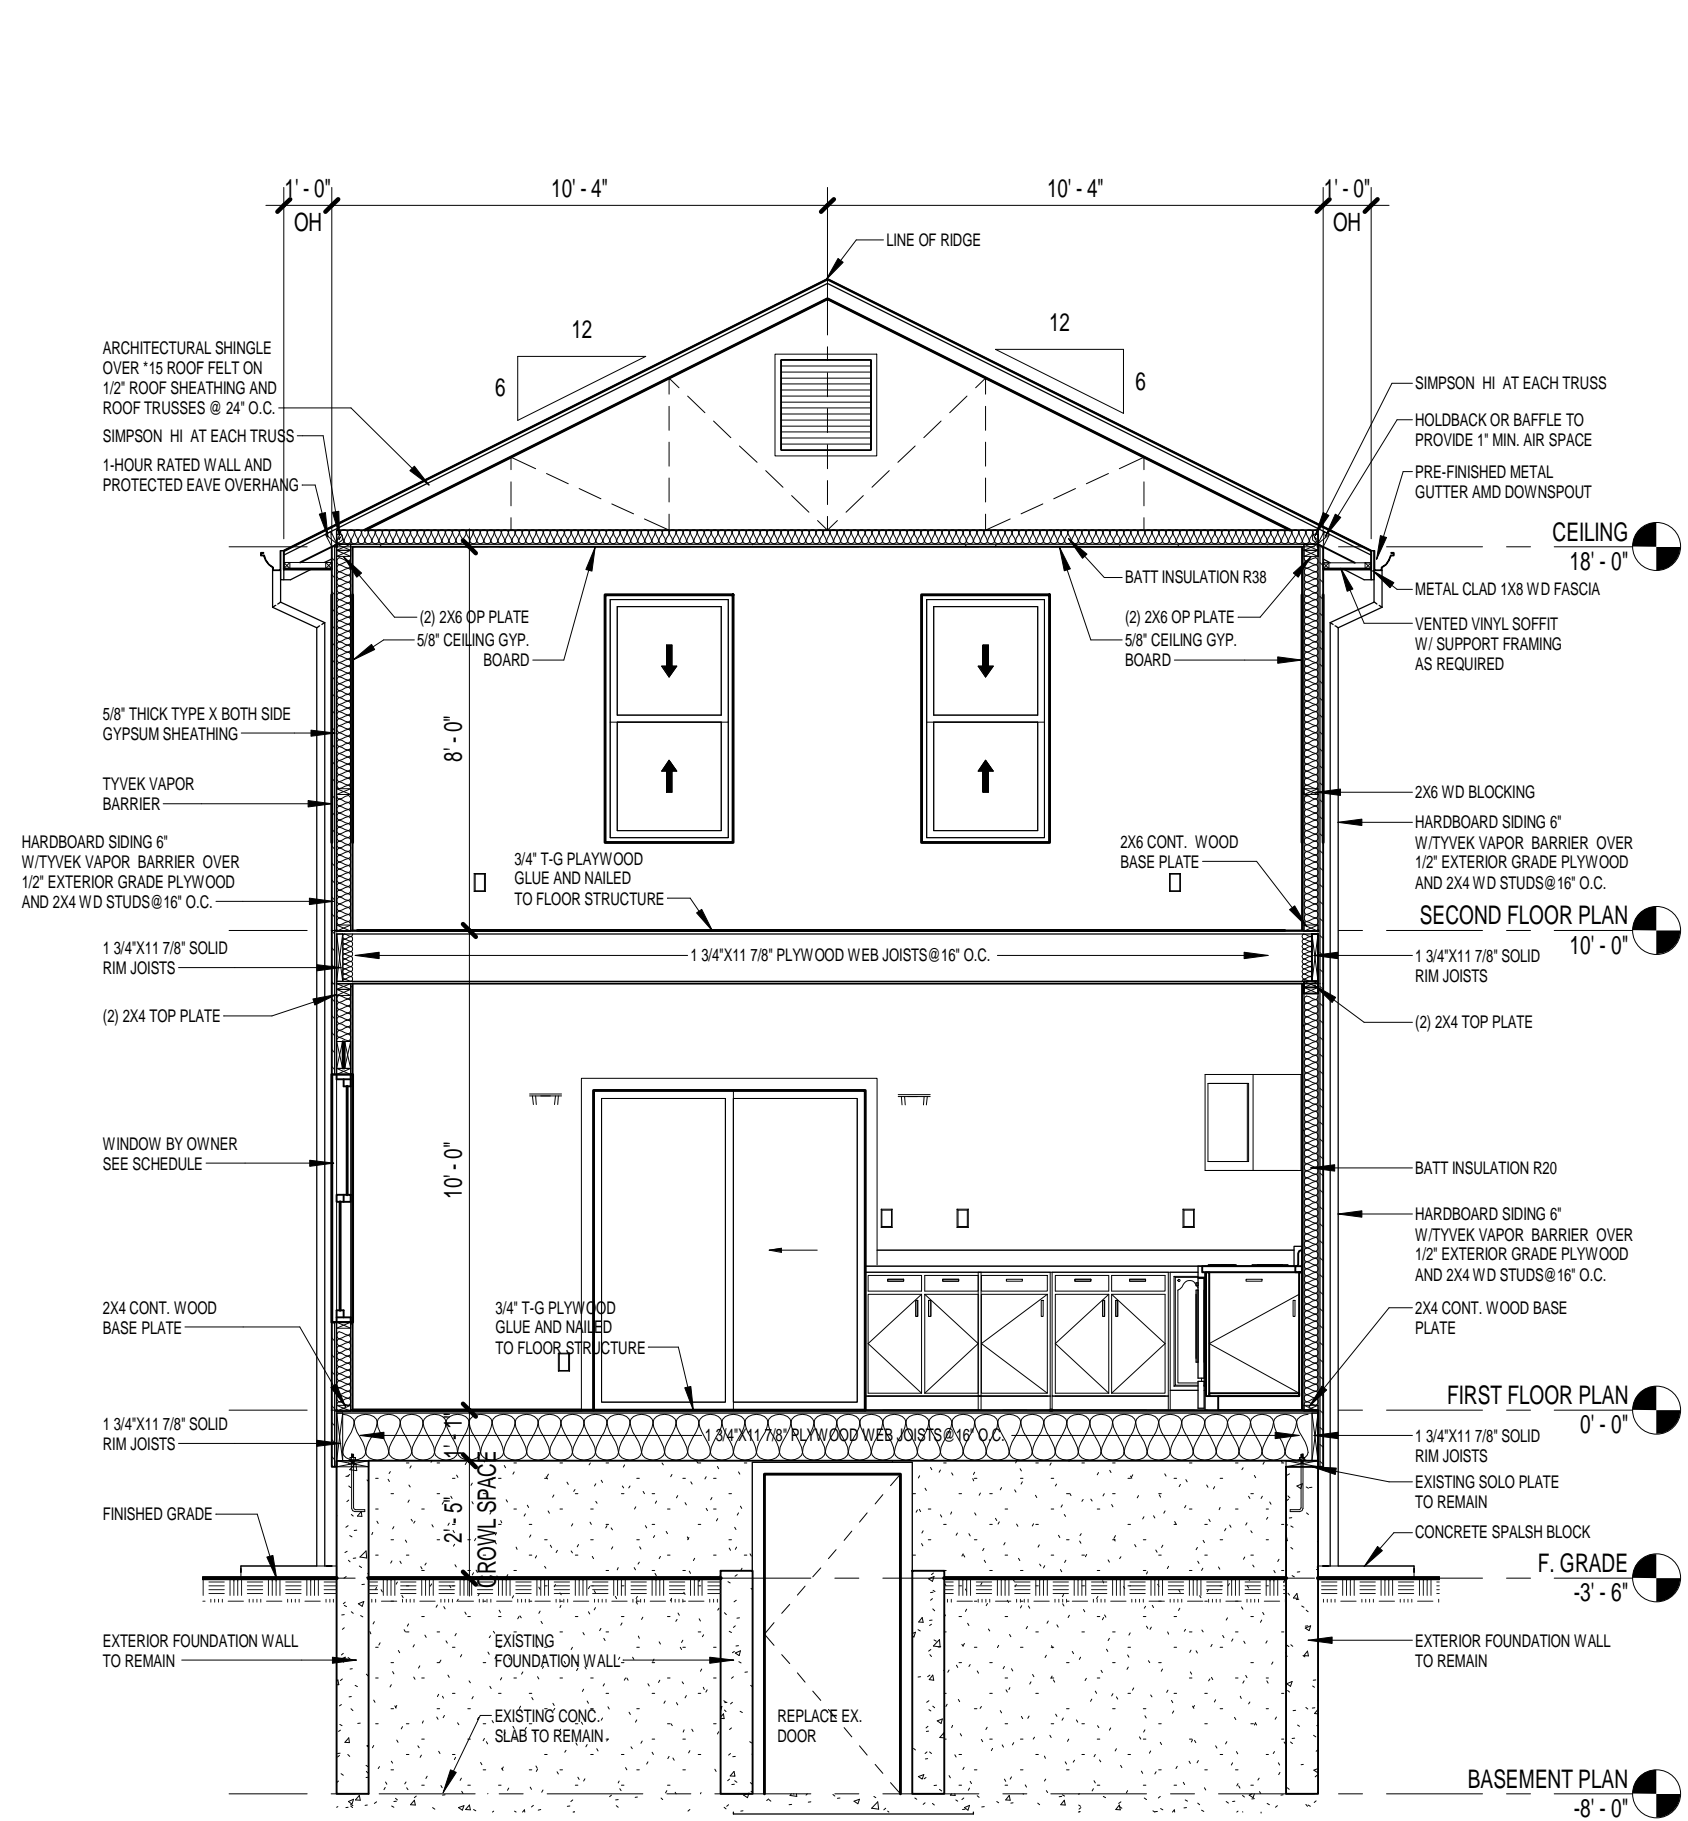 1' - 0"
10' - 4"
10' - 4"
1' - 0"
OH
OH
LINE OF RIDGE
12
12
6
6
ARCHITECTURAL SHINGLE
OVER *15 ROOF FELT ON
1/2" ROOF SHEATHING AND
ROOF TRUSSES @ 24" O.C.
SIMPSON HI AT EACH TRUSS
1-HOUR RATED WALL AND
PROTECTED EAVE OVERHANG
SIMPSON HI AT EACH TRUSS
HOLDBACK OR BAFFLE TO
PROVIDE 1" MIN. AIR SPACE
PRE-FINISHED METAL
GUTTER AMD DOWNSPOUT
CEILING
18' - 0"
METAL CLAD 1X8 WD FASCIA
VENTED VINYL SOFFIT
W/ SUPPORT FRAMING
AS REQUIRED
BATT INSULATION R38
(2) 2X6 OP PLATE
5/8" CEILING GYP.
BOARD
(2) 2X6 OP PLATE
5/8" CEILING GYP.
BOARD
5/8" THICK TYPE X BOTH SIDE
GYPSUM SHEATHING
8' - 0"
TYVEK VAPOR
BARRIER
HARDBOARD SIDING 6"
W/TYVEK VAPOR BARRIER OVER
1/2" EXTERIOR GRADE PLYWOOD
AND 2X4 WD STUDS@16" O.C.
3/4" T-G PLAYWOOD
GLUE AND NAILED
TO FLOOR STRUCTURE
2X6 CONT. WOOD
BASE PLATE
2X6 WD BLOCKING
HARDBOARD SIDING 6"
W/TYVEK VAPOR BARRIER OVER
1/2" EXTERIOR GRADE PLYWOOD
AND 2X4 WD STUDS@16" O.C.
SECOND FLOOR PLAN
10' - 0"
1 3/4"X11 7/8" SOLID
RIM JOISTS
1 3/4"X11 7/8" PLYWOOD WEB JOISTS@16" O.C.
1 3/4"X11 7/8" SOLID
RIM JOISTS
(2) 2X4 TOP PLATE
(2) 2X4 TOP PLATE
WINDOW BY OWNER
SEE SCHEDULE
10' - 0"
BATT INSULATION R20
HARDBOARD SIDING 6"
W/TYVEK VAPOR BARRIER OVER
1/2" EXTERIOR GRADE PLYWOOD
AND 2X4 WD STUDS@16" O.C.
2X4 CONT. WOOD
BASE PLATE
3/4" T-G PLYWOOD
GLUE AND NAILED
TO FLOOR STRUCTURE
2X4 CONT. WOOD BASE
PLATE
FIRST FLOOR PLAN
0' - 0"
1 3/4"X11 7/8" SOLID
RIM JOISTS
1' - 1"
1 3/4"X11 7/8" PLYWOOD WEB JOISTS@16" O.C.
1 3/4"X11 7/8" SOLID
RIM JOISTS
EXISTING SOLO PLATE
TO REMAIN
FINISHED GRADE
2' - 5"
CROWL SPACE
CONCRETE SPALSH BLOCK
F. GRADE
-3' - 6"
EXTERIOR FOUNDATION WALL
TO REMAIN
EXISTING
FOUNDATION WALL
EXTERIOR FOUNDATION WALL
TO REMAIN
EXISTING CONC.
SLAB TO REMAIN
REPLACE EX.
DOOR
BASEMENT PLAN
-8' - 0"